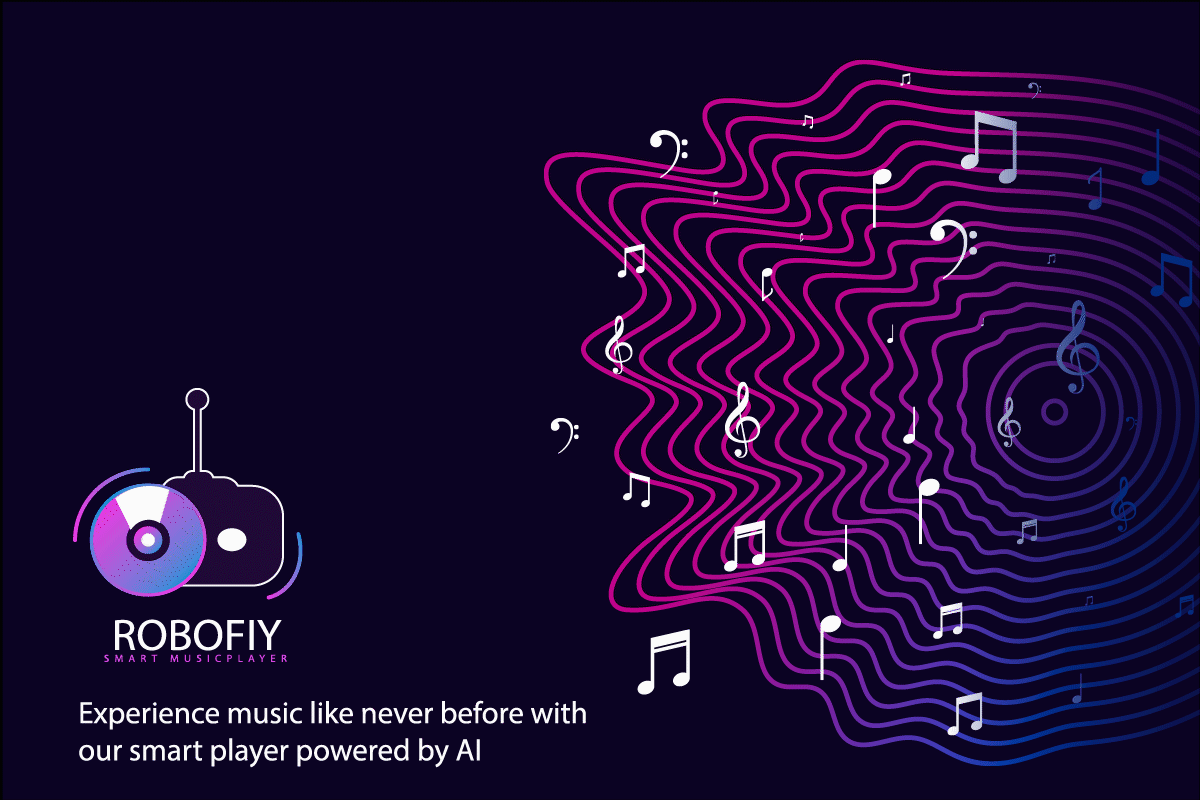 ROBOFIY
SMART MUSICPLAYER
Experience music like never before with
our smart player powered by AI